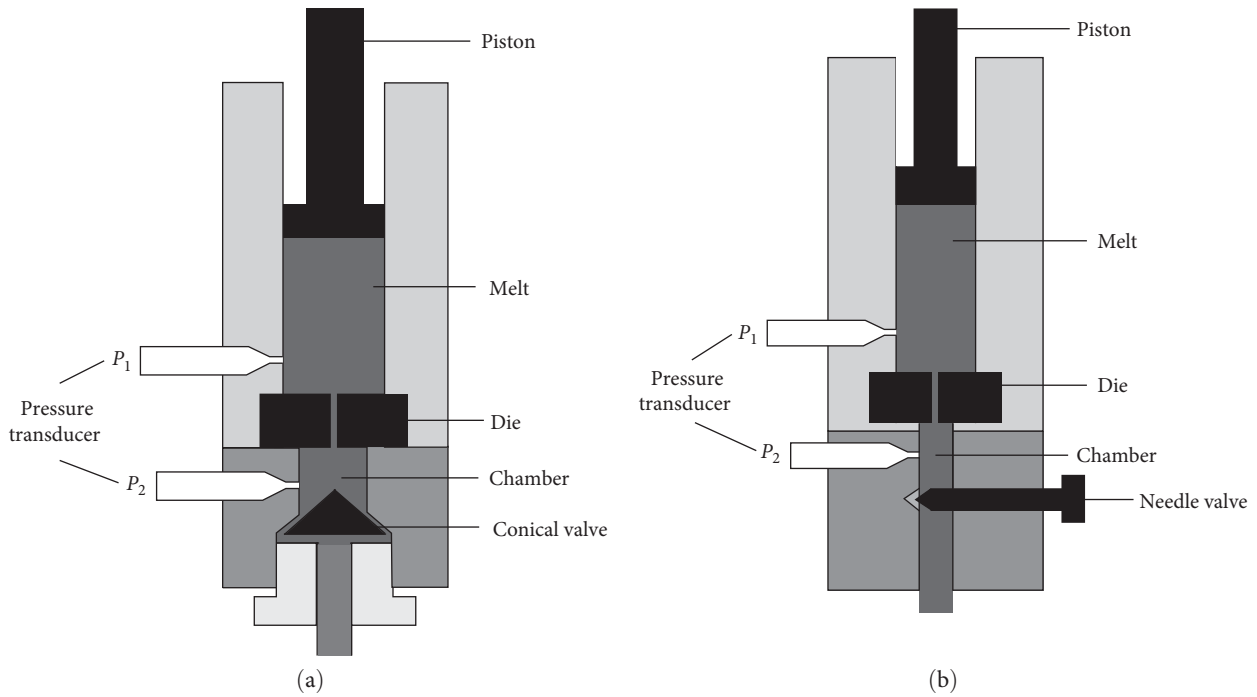 Piston
Melt
P1
Pressure
transducer
Die
P2
Chamber
Conical valve
(a)
Piston
Melt
P1
Pressure
transducer
Die
P2
Chamber
Needle valve
(b)